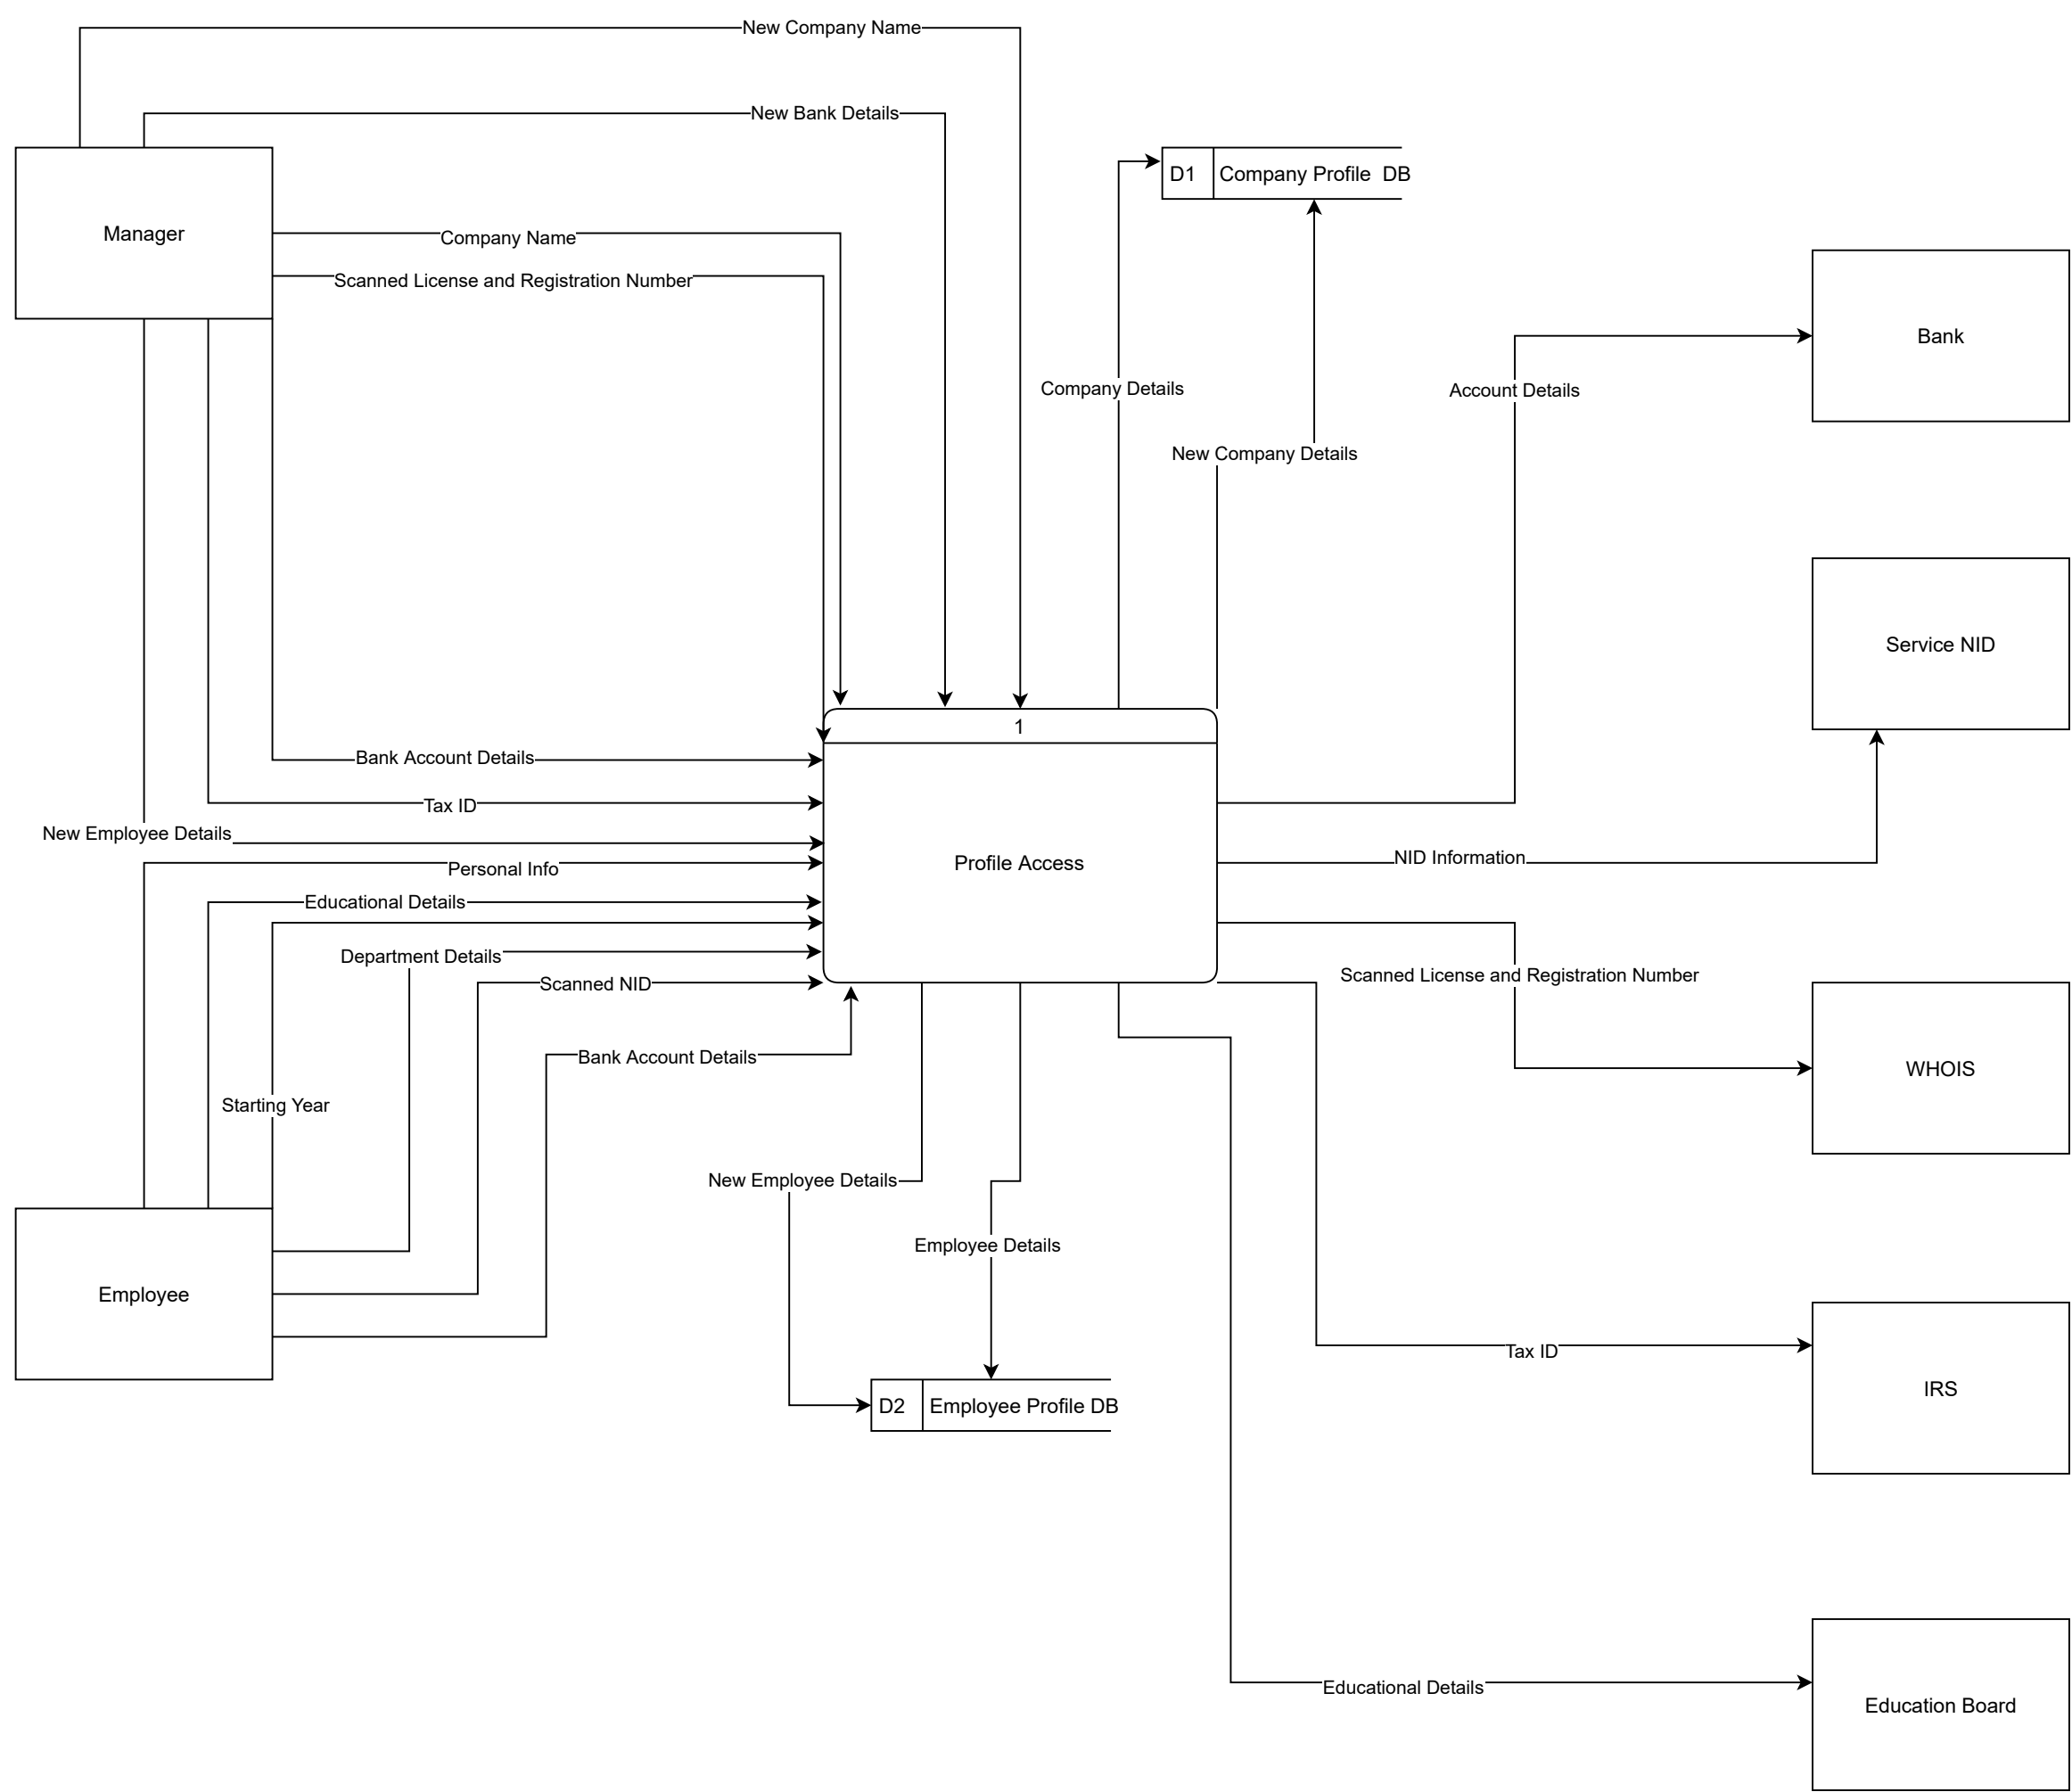 New Company Name
New Bank Details
D1
Company Profile  DB
Manager
Company Name
Scanned License and Registration Number
Bank
Company Details
Account Details
New Company Details
Service NID
1
Bank Account Details
Tax ID
New Employee Details
Personal Info
Profile Access
NID Information
Educational Details
Department Details
Scanned NID
Scanned License and Registration Number
Bank Account Details
WHOIS
Starting Year
New Employee Details
Employee Details
Employee
Tax ID
IRS
D2
Employee Profile DB
Educational Details
Education Board